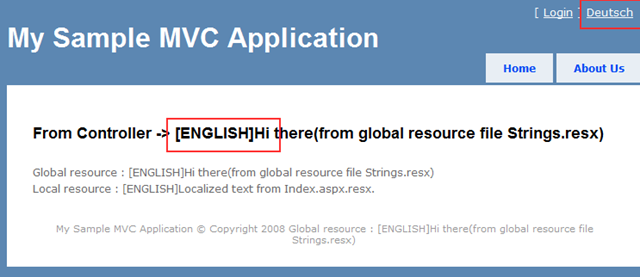 [ Login ] Deutsch
My Sample MVC Application
Home About Us
From Controller -> [ENGLISH]Hi there(from global resource file Strings.resx)
Global resource : [ENGLISH]Hi there(from global resource file Strings.resx)
Local resource : [ENGLISH]Localized text from Index.aspx.resx.
My Sample MVC Application © Copyright 2008 Global resource : [ENGLISH]Hi there(from global resource file
Strings.resx)